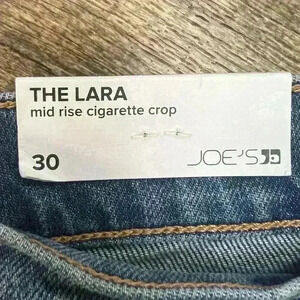 THE LARA
mid rise cigarette crop
30
JOE'S